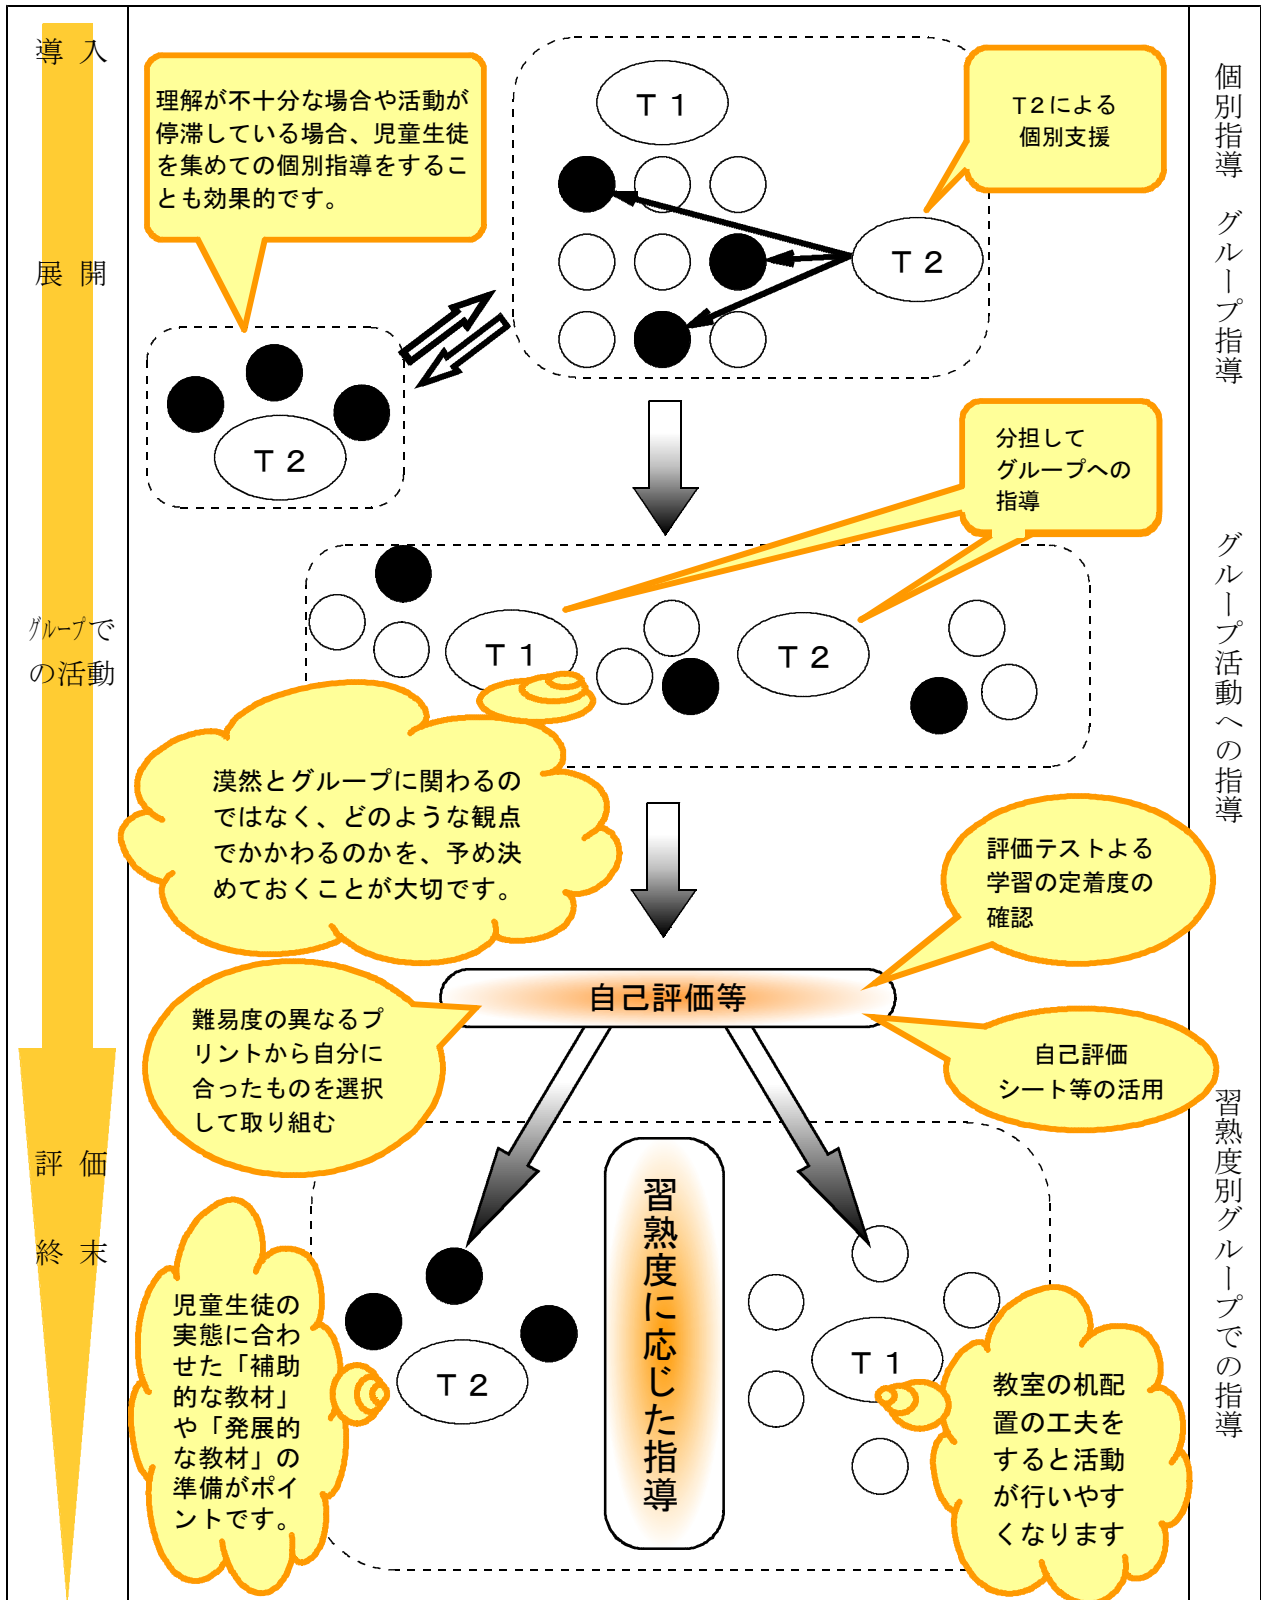 導 入
理解が不十分な場合や活動が
停滞している場合、児童生徒
を集めての個別指導をするこ
とも効果的です。
Ｔ１
Ｔ２による
個別支援
個別指導 グループ指導
展 開
Ｔ２
Ｔ２
分担して
グループへの
指導
グループ活動への指導
グループで
の活動
Ｔ１
Ｔ２
漠然とグループに関わるの
ではなく、どのような観点
でかかわるのかを、予め決
めておくことが大切です。
評価テストよる
学習の定着度の
確認
自己評価等
難易度の異なるプ
リントから自分に
合ったものを選択
して取り組む
自己評価
シート等の活用
習熟度別グループでの指導
評 価
終 末
習熟度に応じた指導
児童生徒の
実態に合わ
せた「補助
的な教材」
や「発展的
な教材」の
準備がポイ
ントです。
Ｔ２
Ｔ１
教室の机配
置の工夫を
すると活動
が行いやす
くなります